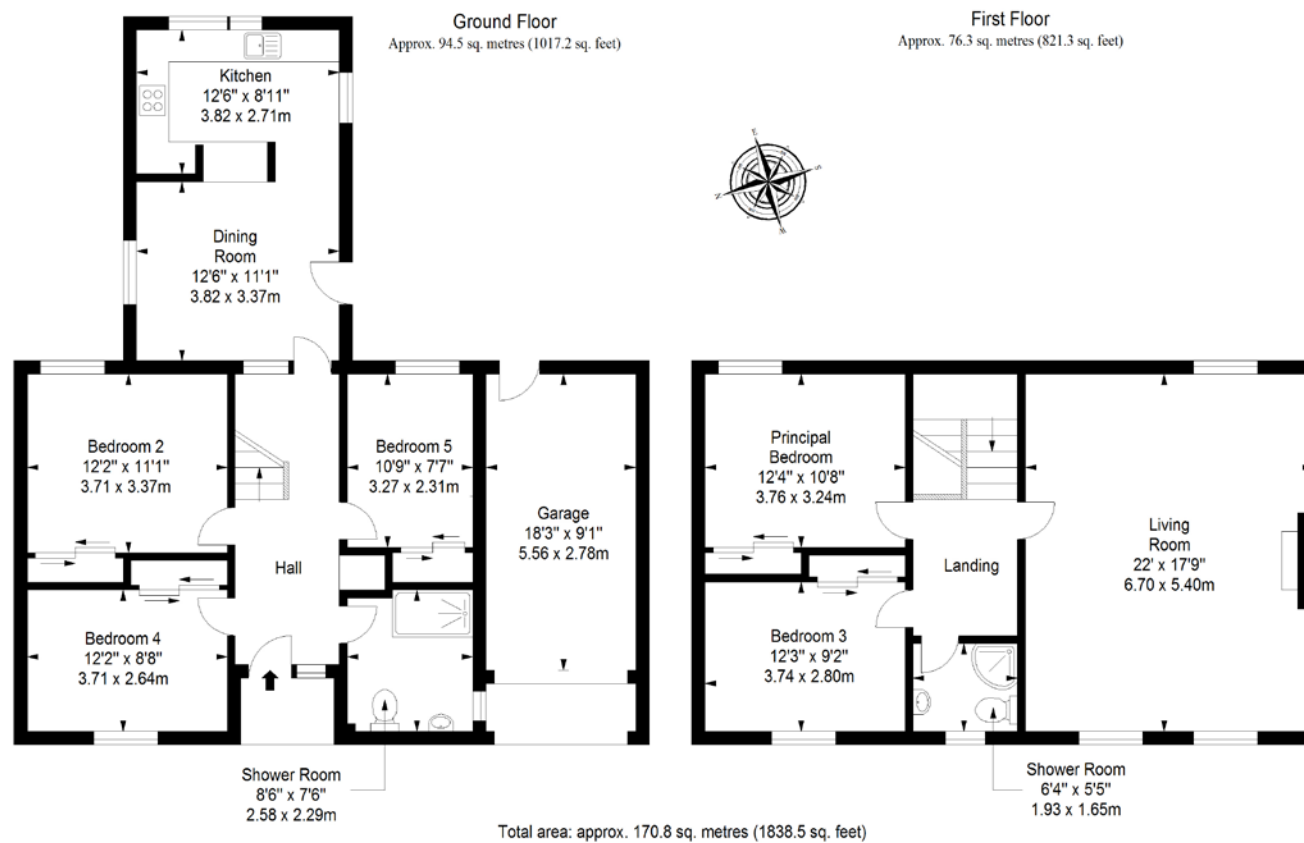 Ground Floor
Approx. 94.5 sq. metres (1017.2 sq. feet)
First Floor
Approx. 76.3 sq. metres (821.3 sq. feet)
Kitchen
12'6" x 8'11"
3.82 x 2.71m
E
S
N
W
Dining
Room
12'6" x 11'1"
3.82 x 3.37m
Bedroom 2
12'2" x 11'1"
3.71 x 3.37m
Bedroom 5
10'9" x 7'7"
3.27 x 2.31m
Garage
18'3" x 9'1"
5.56 x 2.78m
Hall
Bedroom 4
12'2" x 8'8"
3.71 x 2.64m
Shower Room
8'6" x 7'6"
2.58 x 2.29m
Principal
Bedroom
12'4" x 10'8"
3.76 x 3.24m
Living
Room
22' x 17'9"
6.70 x 5.40m
Landing
Bedroom 3
12'3" x 9'2"
3.74 x 2.80m
Shower Room
6'4" x 5'5"
1.93 x 1.65m
Total area: approx. 170.8 sq. metres (1838.5 sq. feet)